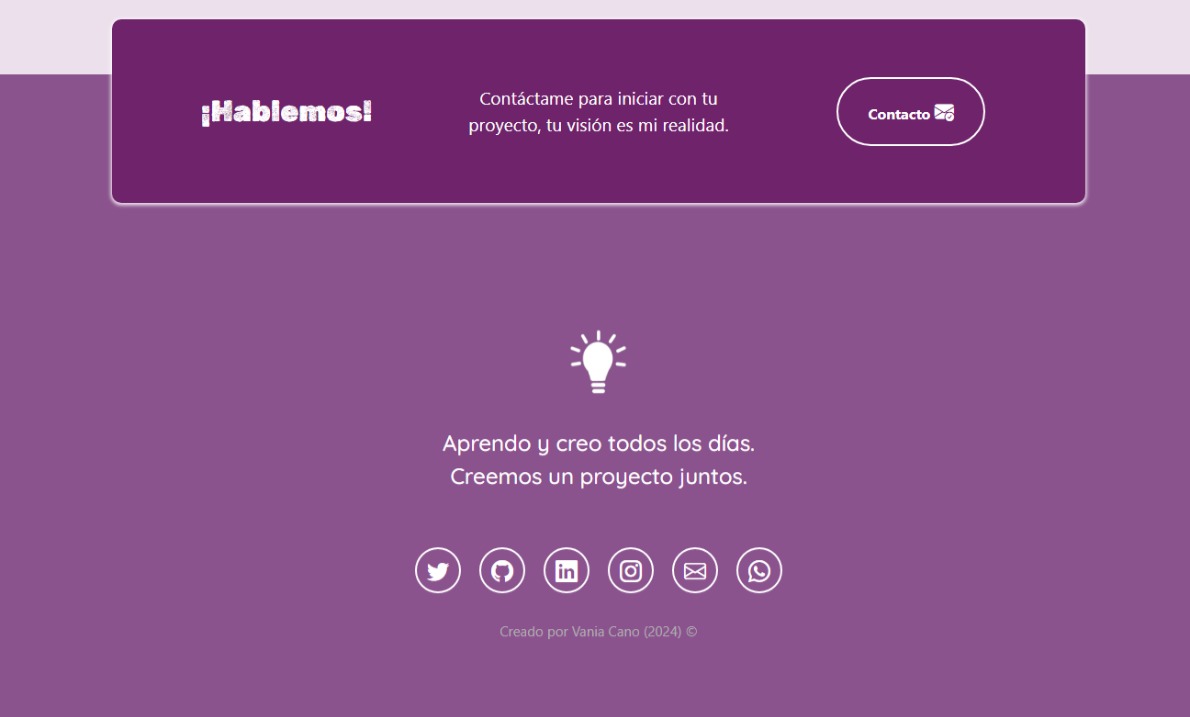 ¡Hablemos!
Contáctame para iniciar con tu
proyecto, tu visión es mi realidad.
Contacto
Aprendo y creo todos los días.
Creemos un proyecto juntos.
in
Creado por Vania Cano (2024) ©